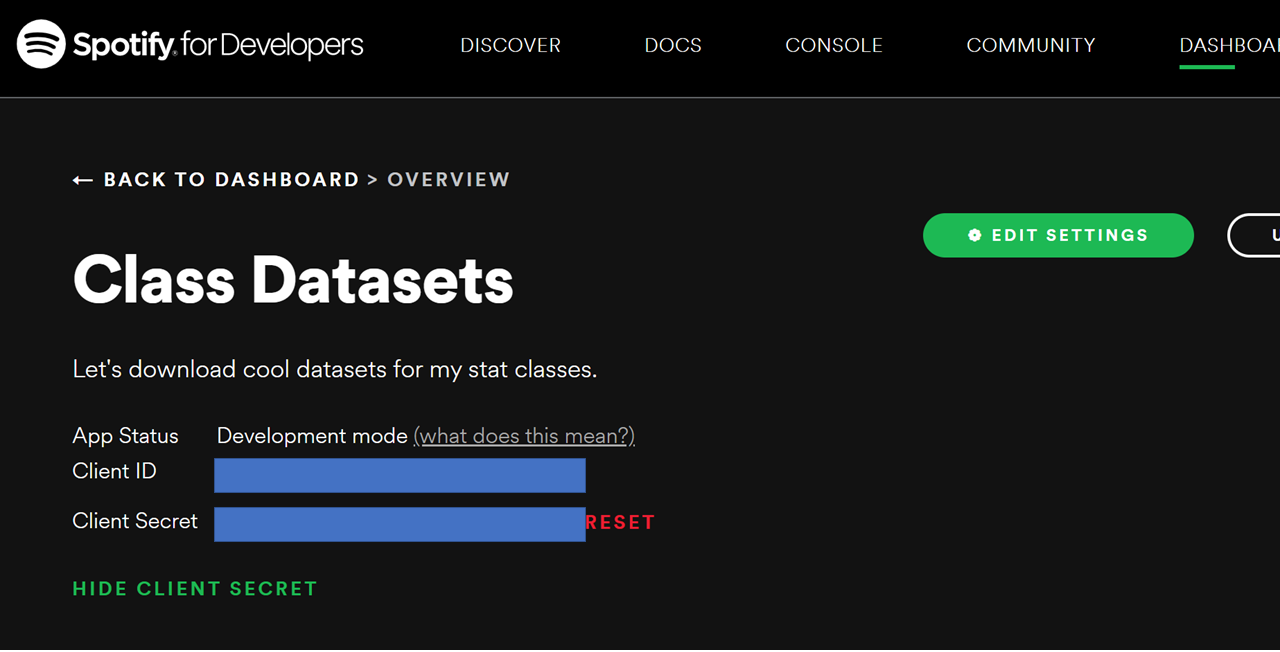 Spotify® for Developers
DISCOVER
DOCS
CONSOLE
COMMUNITY
DASHBOA
← BACK TO DASHBOARD > OVERVIEW
EDIT SETTINGS
U
Class Datasets
Let's download cool datasets for my stat classes.
App Status Development mode (what does this mean?)
Client ID
Client Secret RESET
HIDE CLIENT SECRET